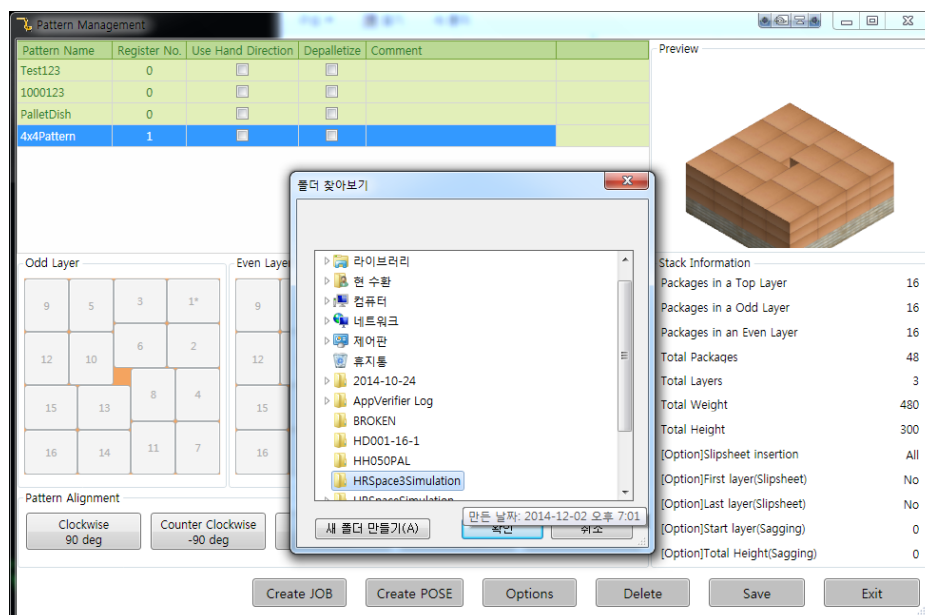 Pattern Management
Pattern Name Register No. Use Hand Direction Depalletize Comment
Test123 0
1000123 0
PalletDish 0
4x4Pattern 1
Preview
폴더 찾아보기
라이브러리
현 수환
컴퓨터
네트워크
제어판
휴지통
2014-10-24
AppVerifier Log
BROKEN
HD001-16-1
HH050PAL
HRSpace3Simulation
HRSpaceSimulation
만든 날짜: 2014-12-02 오후 7:01
새 폴더 만들기(A) 확인 취소
Odd Layer
9 5 3 1*
12 10 6 2
15 13 8 4
16 14 11 7
Even Laye
9
12
15
16
Stack Information
Packages in a Top Layer 16
Packages in a Odd Layer 16
Packages in an Even Layer 16
Total Packages 48
Total Layers 3
Total Weight 480
Total Height 300
[Option]Slipsheet insertion All
[Option]First layer(Slipsheet) No
[Option]Last layer(Slipsheet) No
[Option]Start layer(Sagging) 0
[Option]Total Height(Sagging) 0
Pattern Alignment
Clockwise
90 deg
Counter Clockwise
-90 deg
Create JOB Create POSE Options Delete Save Exit